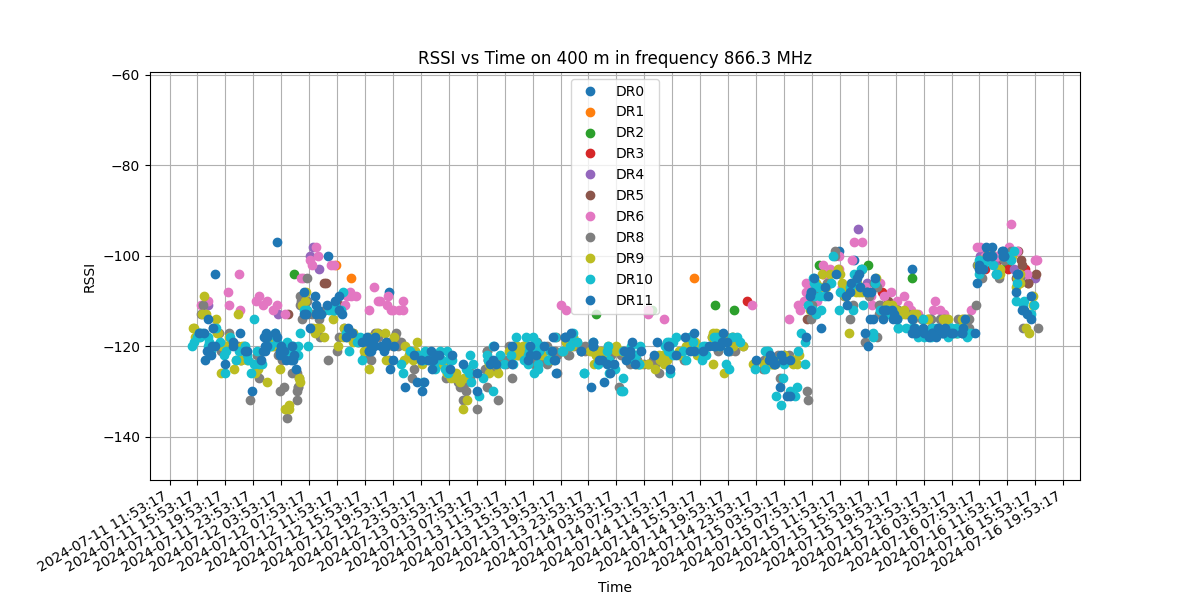 RSSI vs Time on 400 m in frequency 866.3 MHz
−60
−80
−100
−120
−140
RSSI
DR0
DR1
DR2
DR3
DR4
DR5
DR6
DR8
DR9
DR10
DR11
2024-07-11 11:53:17
2024-07-11 15:53:17
2024-07-11 19:53:17
2024-07-11 23:53:17
2024-07-12 03:53:17
2024-07-12 07:53:17
2024-07-12 11:53:17
2024-07-12 15:53:17
2024-07-12 19:53:17
2024-07-12 23:53:17
2024-07-13 03:53:17
2024-07-13 07:53:17
2024-07-13 11:53:17
2024-07-13 15:53:17
2024-07-13 19:53:17
2024-07-13 23:53:17
2024-07-14 03:53:17
2024-07-14 07:53:17
2024-07-14 11:53:17
2024-07-14 15:53:17
2024-07-14 19:53:17
2024-07-14 23:53:17
2024-07-15 03:53:17
2024-07-15 07:53:17
2024-07-15 11:53:17
2024-07-15 15:53:17
2024-07-15 19:53:17
2024-07-15 23:53:17
2024-07-16 03:53:17
2024-07-16 07:53:17
2024-07-16 11:53:17
2024-07-16 15:53:17
2024-07-16 19:53:17
Time